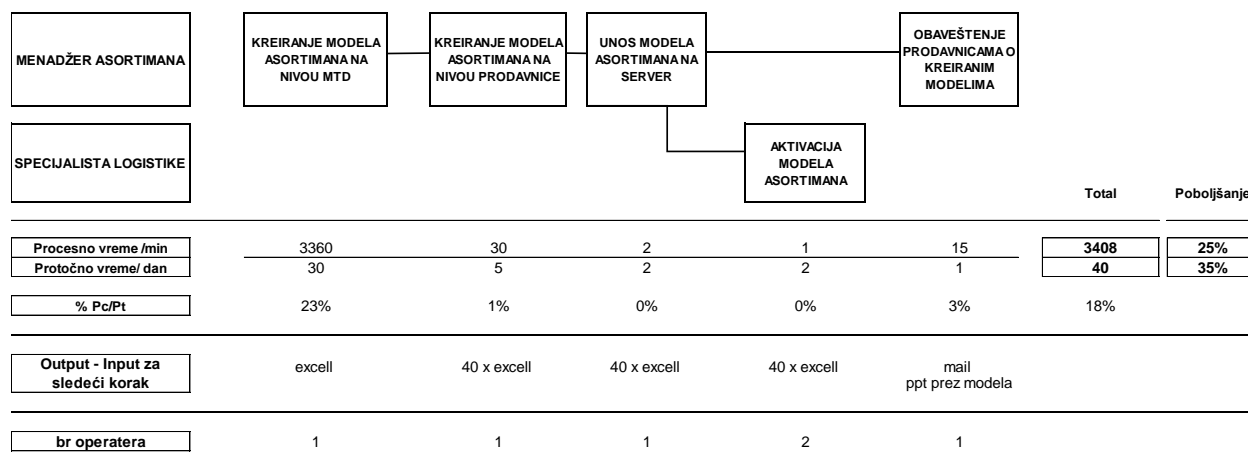 MENADŽER ASORTIMANA
KREIRANJE MODELA
ASORTIMANA NA
NIVOU MTD
KREIRANJE MODELA
ASORTIMANA NA
NIVOU PRODAVNICE
UNOS MODELA
ASORTIMANA NA
SERVER
OBAVEŠTENJE
PRODAVNICAMA O
KREIRANIM
MODELIMA
SPECIJALISTA LOGISTIKE
AKTIVACIJA
MODELA
ASORTIMANA
Total Poboljšanje
Procesno vreme /min 3360 30 2 1 15 3408 25%
Protočno vreme/ dan 30 5 2 2 1 40 35%
% Pc/Pt 23% 1% 0% 0% 3% 18%
Output - Input za
sledeći korak
excell 40 x excell 40 x excell 40 x excell mail
ppt prez modela
br operatera 1 1 1 2 1